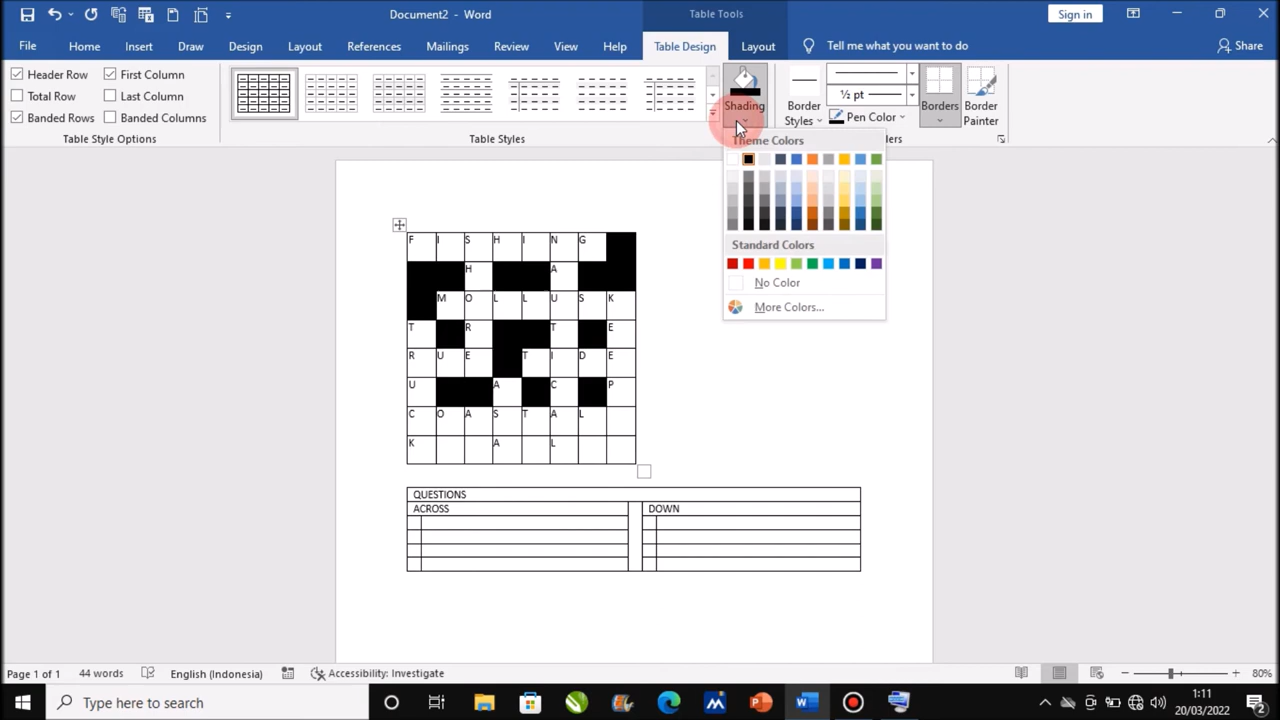 Document2 - Word
Table Tools
Sign in
File
Home
Insert
Draw
Design
Layout
References
Mailings
Review
View
Help
Table Design
Layout
Tell me what you want to do
Share
Header Row
First Column
Total Row
Last Column
Banded Rows
Banded Columns
Table Style Options
Table Styles
Shading
Border Styles
½ pt
Pen Color
Borders
Border Painter
ders
Theme Colors
Standard Colors
No Color
More Colors...
F I S H I N G
H A
M O L L U S K
T R T E
R U E T I D E
U A C P
C O A S T A L
K A L
QUESTIONS
ACROSS
DOWN
Page 1 of 1
44 words
English (Indonesia)
Accessibility: Investigate
80%
Type here to search
1:11
20/03/2022
2